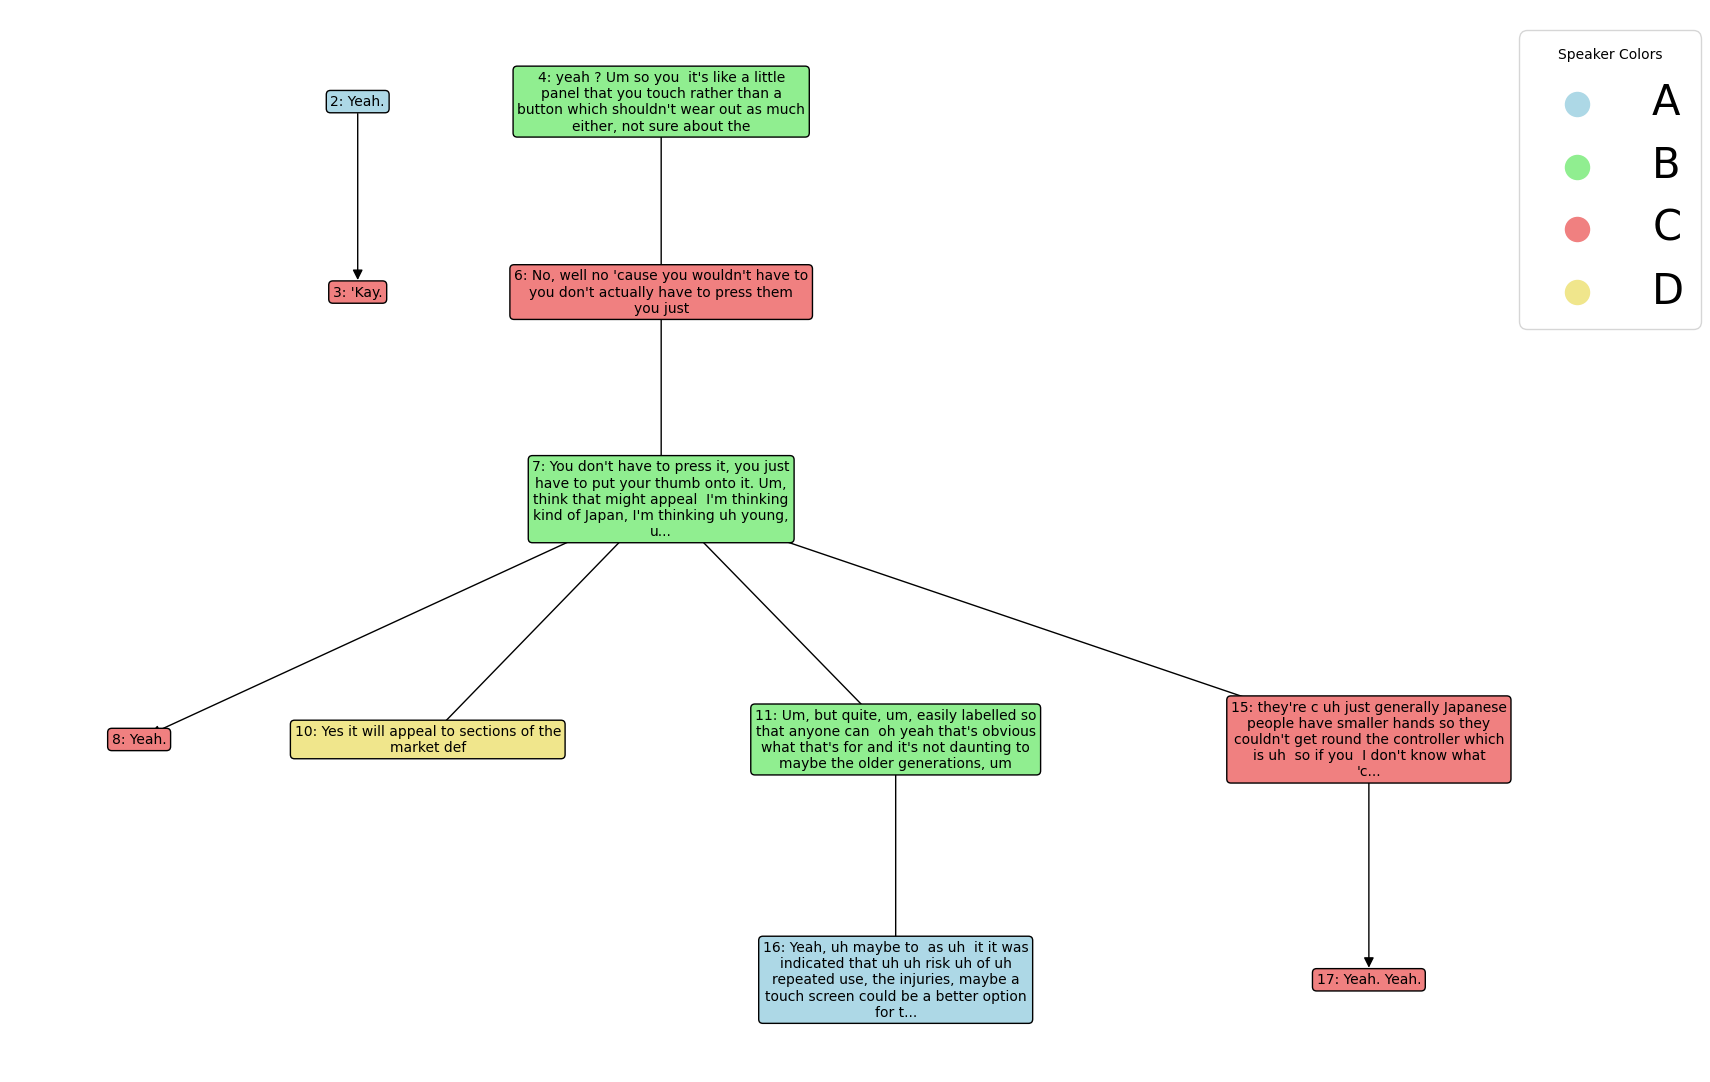 Speaker Colors
A
B
C
D
2: Yeah.
4: yeah ? Um so you  it's like a little
panel that you touch rather than a
button which shouldn't wear out as much
either, not sure about the
3: 'Kay.
6: No, well no 'cause you wouldn't have to
you don't actually have to press them
you just
7: You don't have to press it, you just
have to put your thumb onto it. Um,
think that might appeal  I'm thinking
kind of Japan, I'm thinking uh young,
u...
8: Yeah.
10: Yes it will appeal to sections of the
market def
11: Um, but quite, um, easily labelled so
that anyone can  oh yeah that's obvious
what that's for and it's not daunting to
maybe the older generations, um
15: they're c uh just generally Japanese
people have smaller hands so they
couldn't get round the controller which
is uh  so if you  I don't know what
'c...
16: Yeah, uh maybe to  as uh  it it was
indicated that uh uh risk uh of uh
repeated use, the injuries, maybe a
touch screen could be a better option
for t...
17: Yeah. Yeah.